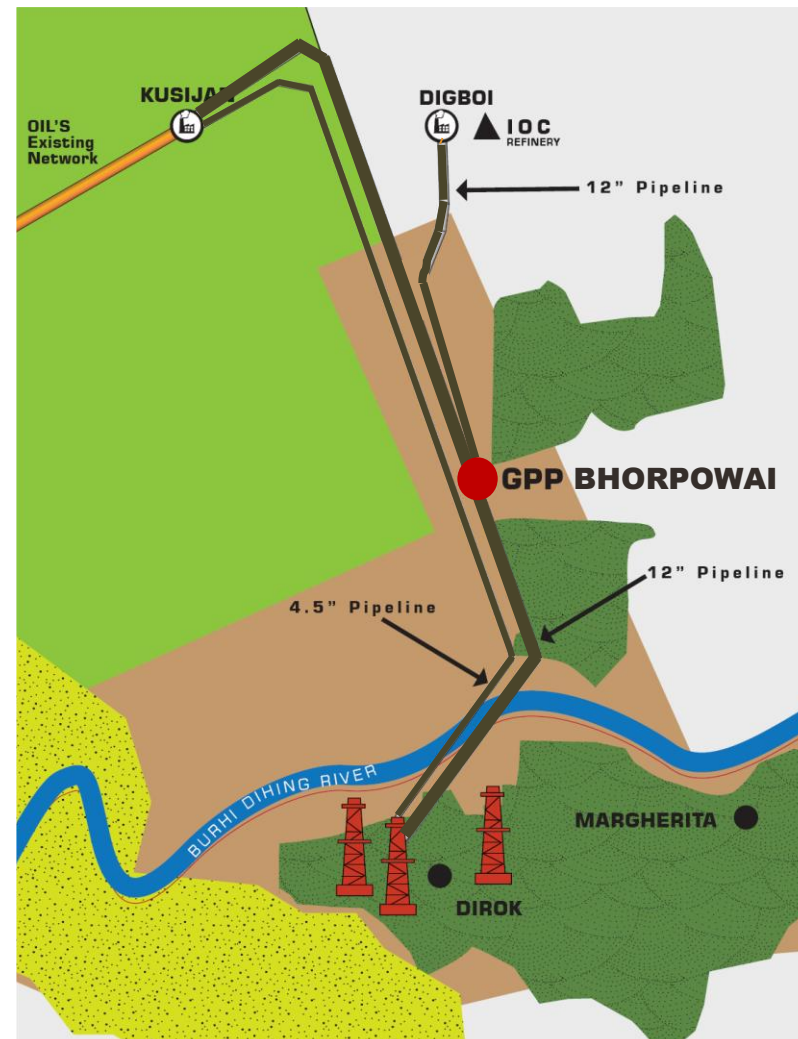 KUSIJAN
DIGBOI
OIL'S
Existing
Network
IOC
REFINERY
12" Pipeline
GPP BHORPOWAI
12" Pipeline
4.5" Pipeline
BURHI DIHING RIVER
MARGHERITA
DIROK